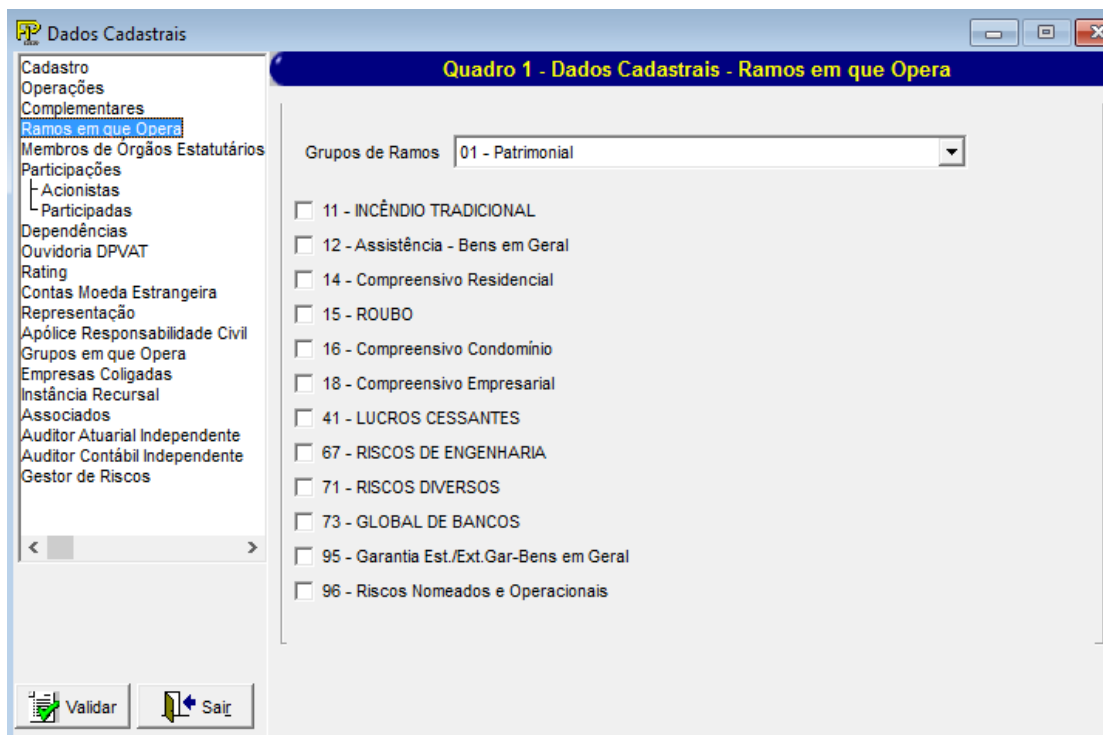 Dados Cadastrais
Cadastro
Operações
Complementares
Ramos em que Opera
Membros de Órgãos Estatutários
Participações
Acionistas
Participadas
Dependências
Ouvidoria DPVAT
Rating
Contas Moeda Estrangeira
Representação
Apólice Responsabilidade Civil
Grupos em que Opera
Empresas Coligadas
Instância Recursal
Associados
Auditor Atuarial Independente
Auditor Contábil Independente
Gestor de Riscos
Validar
Sair
Quadro 1 - Dados Cadastrais - Ramos em que Opera
Grupos de Ramos 01 - Patrimonial
11 - INCÊNDIO TRADICIONAL
12 - Assistência - Bens em Geral
14 - Compreensivo Residencial
15 - ROUBO
16 - Compreensivo Condomínio
18 - Compreensivo Empresarial
41 - LUCROS CESSANTES
67 - RISCOS DE ENGENHARIA
71 - RISCOS DIVERSOS
73 - GLOBAL DE BANCOS
95 - Garantia Est./Ext.Gar-Bens em Geral
96 - Riscos Nomeados e Operacionais